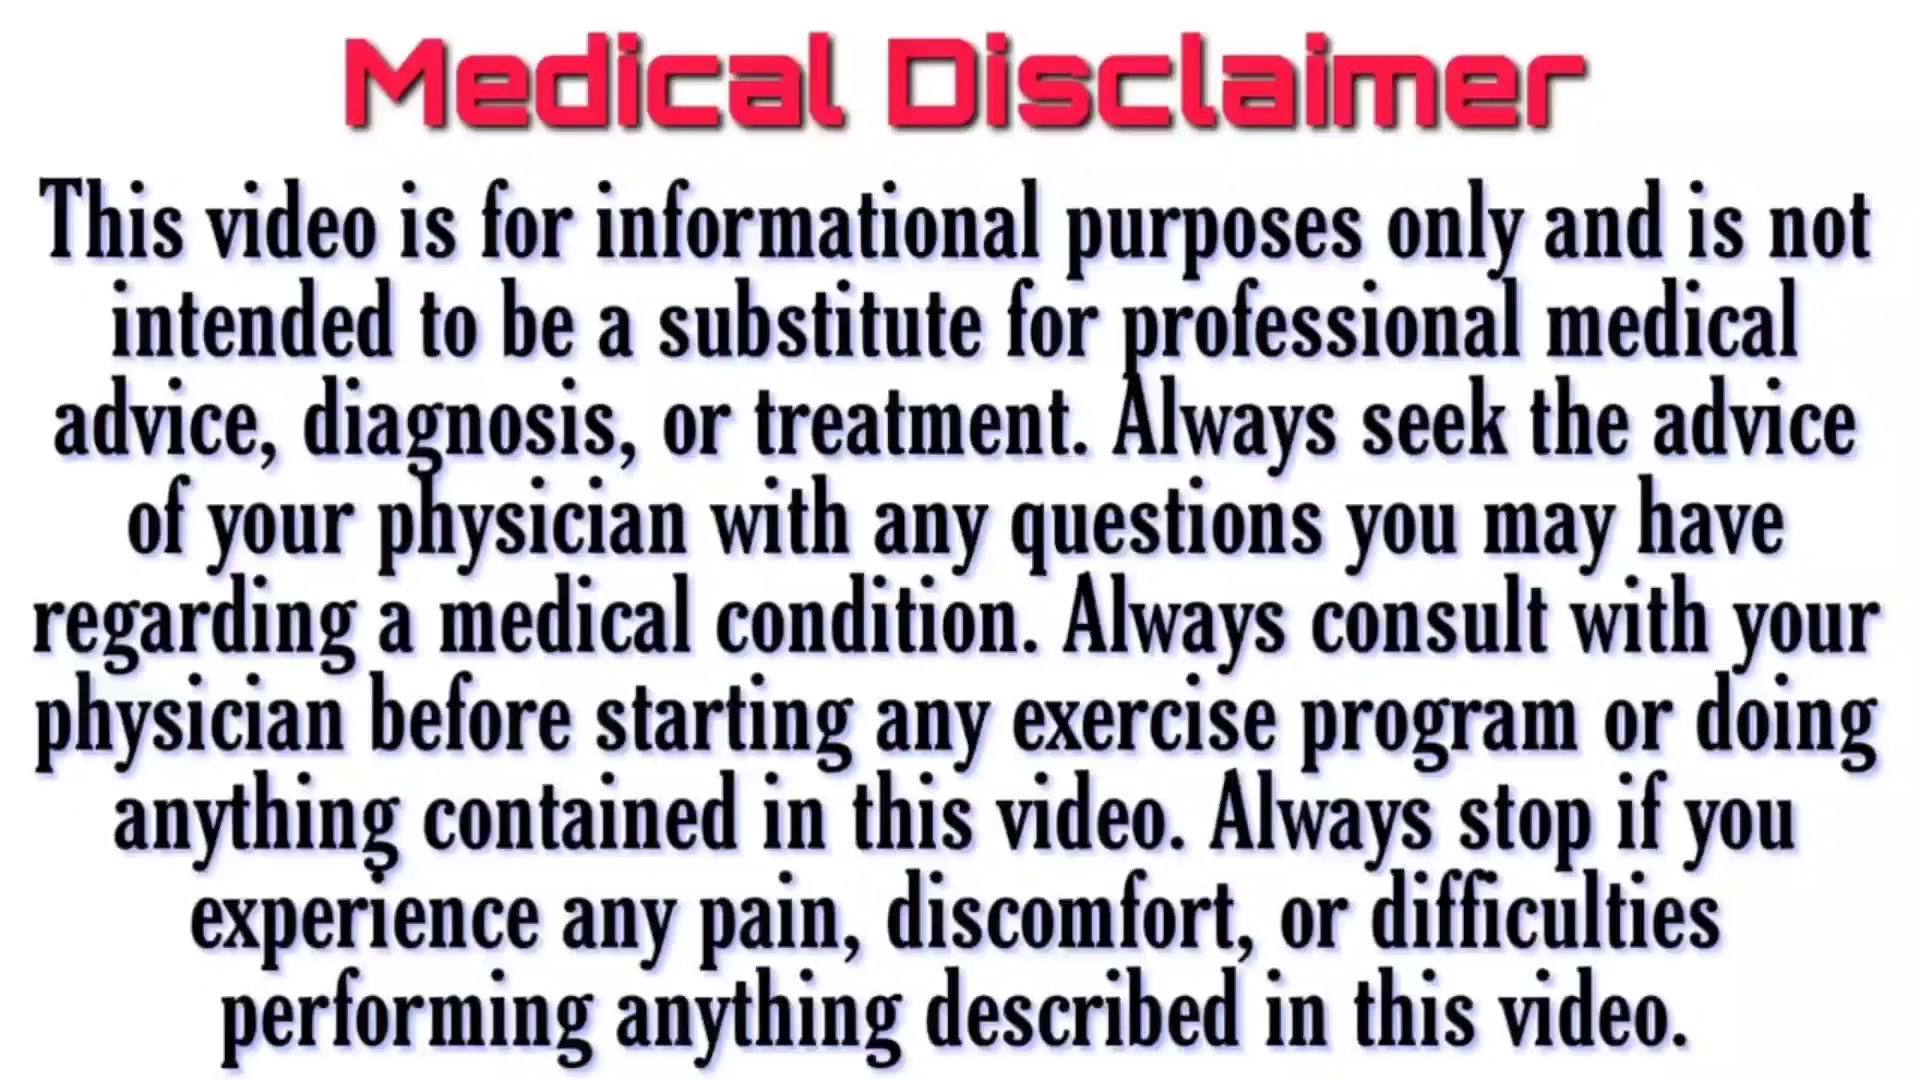 Medical Disclaimer
This video is for informational purposes only and is not
intended to be a substitute for professional medical
advice, diagnosis, or treatment. Always seek the advice
of your physician with any questions you may have
regarding a medical condition. Always consult with your
physician before starting any exercise program or doing
anything contained in this video. Always stop if you
experience any pain, discomfort, or difficulties
performing anything described in this video.